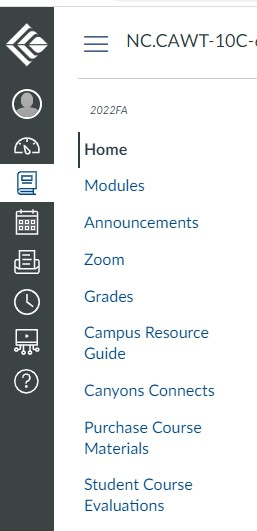 NC.CAWT-10C-
2022FA
Home
Modules
Announcements
Zoom
Grades
Campus Resource
Guide
Canyons Connects
Purchase Course
Materials
Student Course
Evaluations